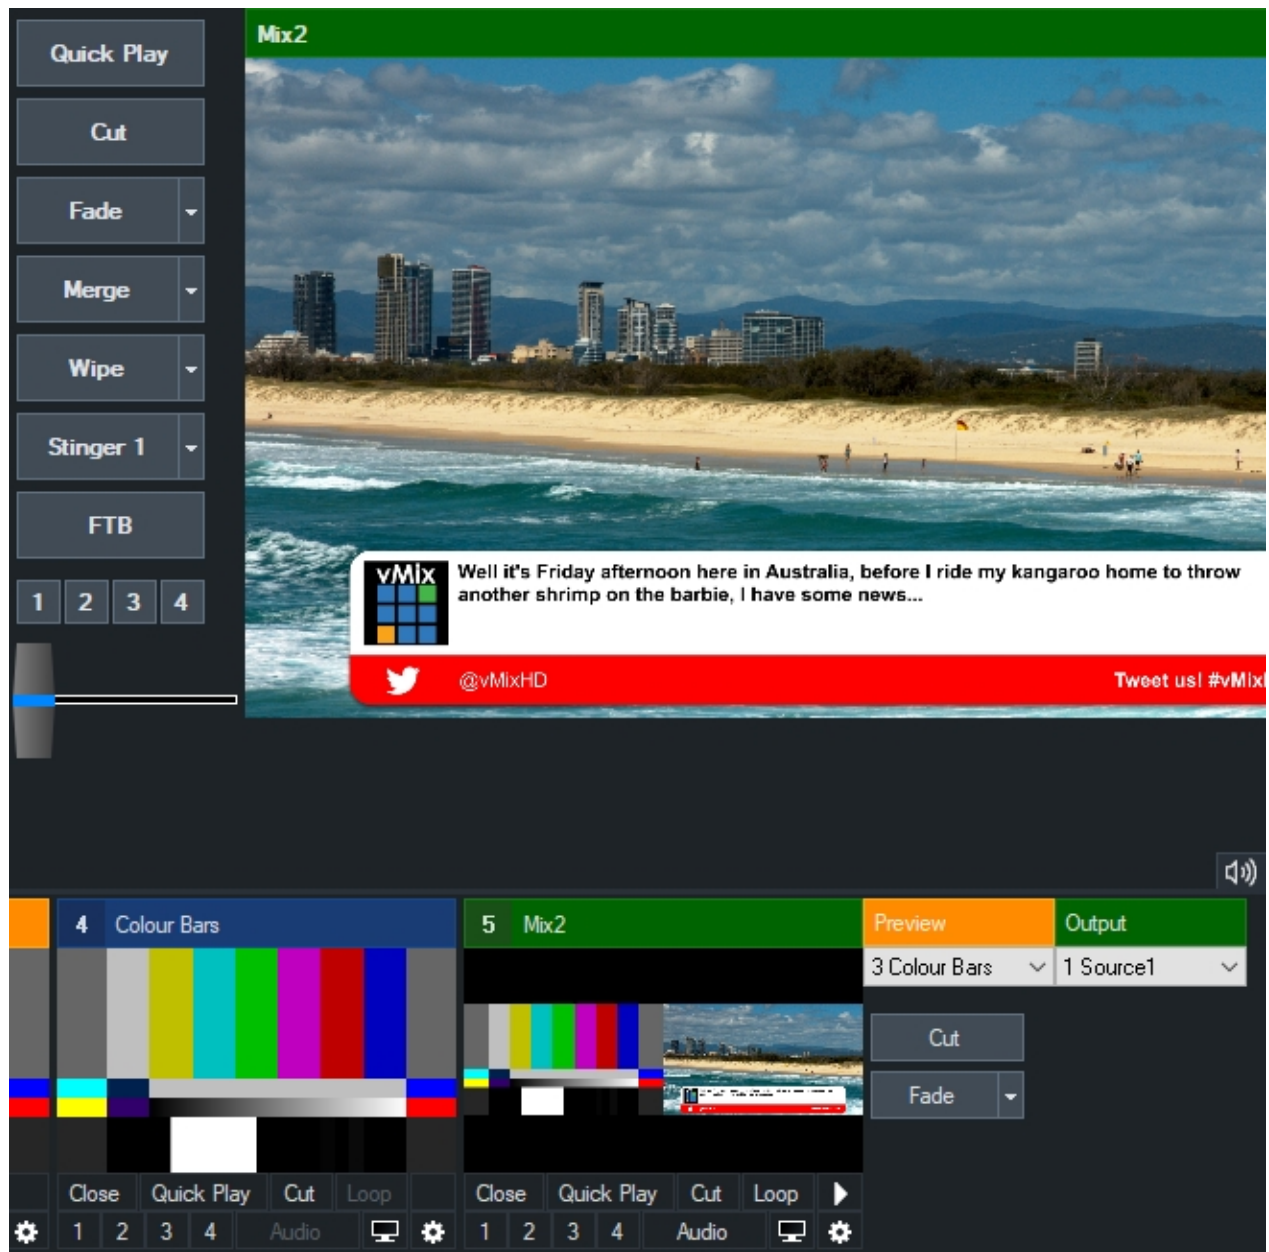 Quick Play
Mix2
Cut
Fade
Merge
Wipe
Stinger 1
FTB
1 2 3 4
vMix
Well it's Friday afternoon here in Australia, before I ride my kangaroo home to throw
another shrimp on the barbie, I have some news...
@vMixHD
Tweet us! #vMix
4 Colour Bars
5 Mix2
Preview
Output
3 Colour Bars
1 Source1
Cut
Fade
Close Quick Play Cut Loop
1 2 3 4 Audio
Close Quick Play Cut Loop
1 2 3 4 Audio